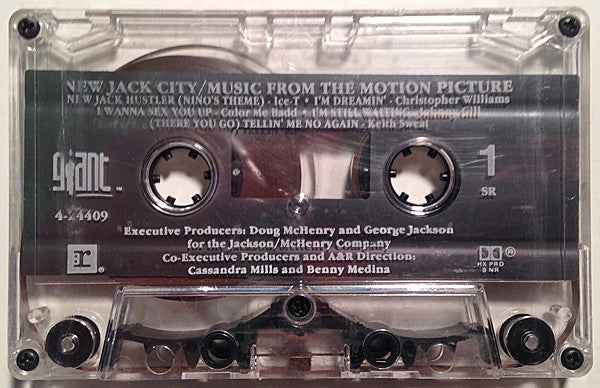 NEW JACK CITY/MUSIC FROM THE MOTION PICTURE
NEW JACK HUSTLER (NINO'S THEME) - Ice-T • I'M DREAMIN' - Christopher Williams
I WANNA SEX YOU UP - Color Me Badd • I'M STILL WAITING - Johnny Gill
(THERE YOU GO) TELLIN' ME NO AGAIN - Keith Sweat
giant™
1
SR
4-24409
Executive Producers: Doug McHenry and George Jackson
for the Jackson/McHenry Company
Co-Executive Producers and A&R Direction:
Cassandra Mills and Benny Medina
r
®
HX PRO
B NR